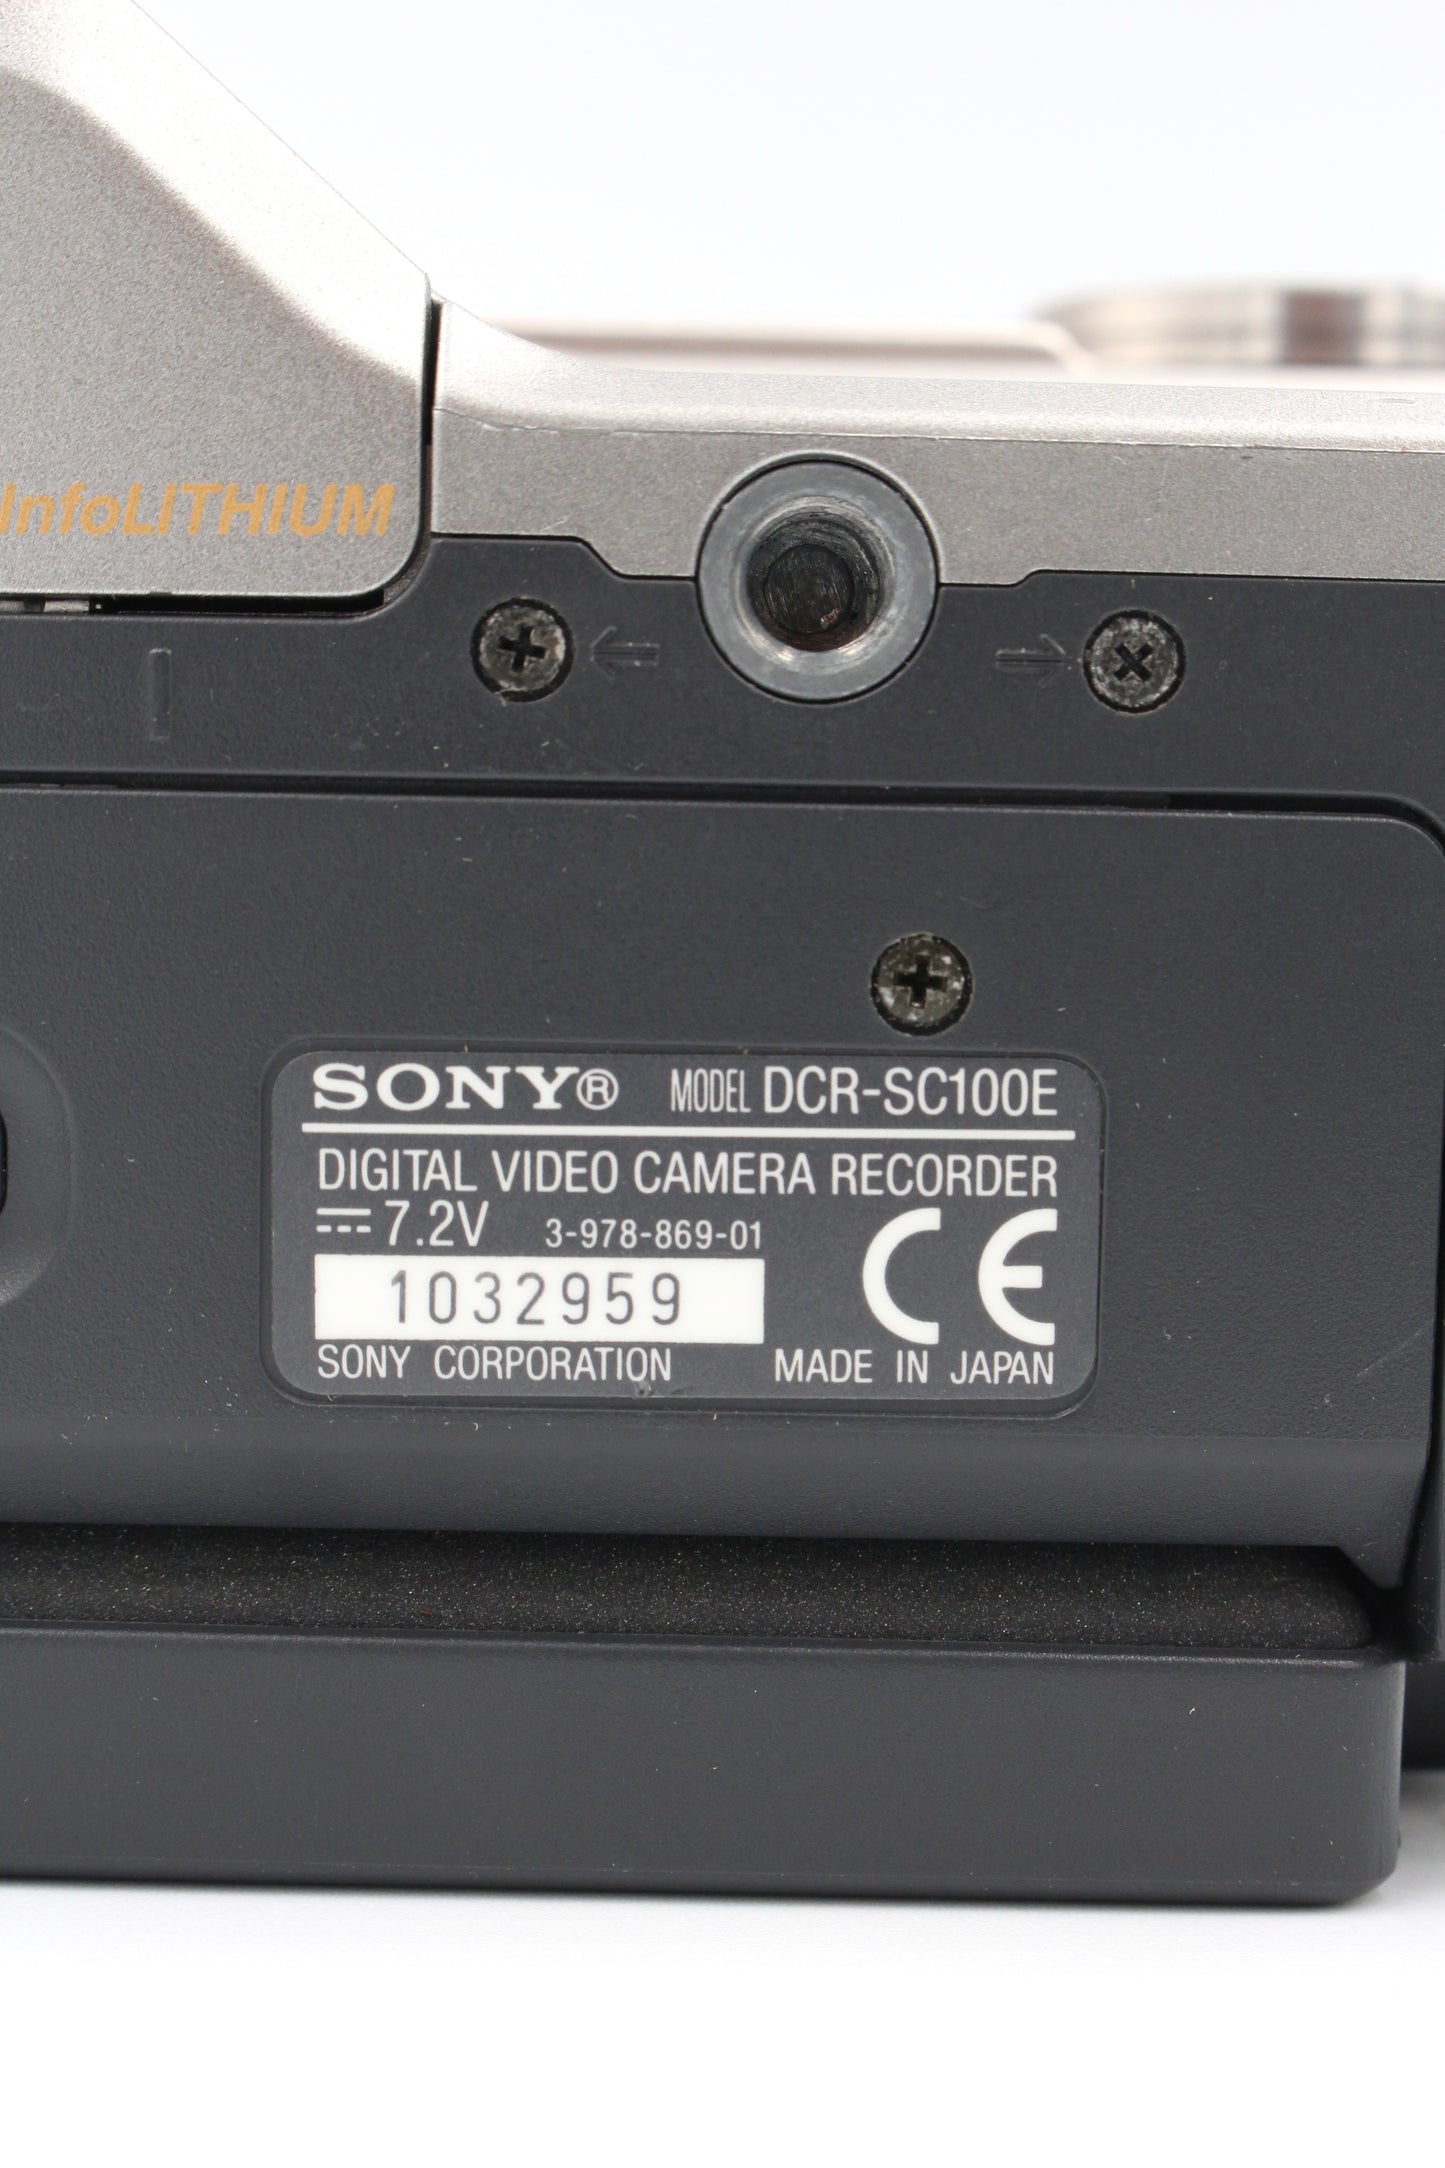 InfoLITHIUM
SONY® MODEL DCR-SC100E
DIGITAL VIDEO CAMERA RECORDER
7.2V 3-978-869-01
1032959
CE
SONY CORPORATION MADE IN JAPAN